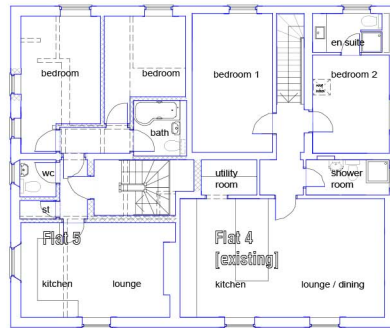 en suite
bedroom
bedroom
bedroom 1
bedroom 2
bath
wc
utility
room
shower
room
st
Flat 5
Flat 4
[existing]
kitchen
lounge
kitchen
lounge / dining